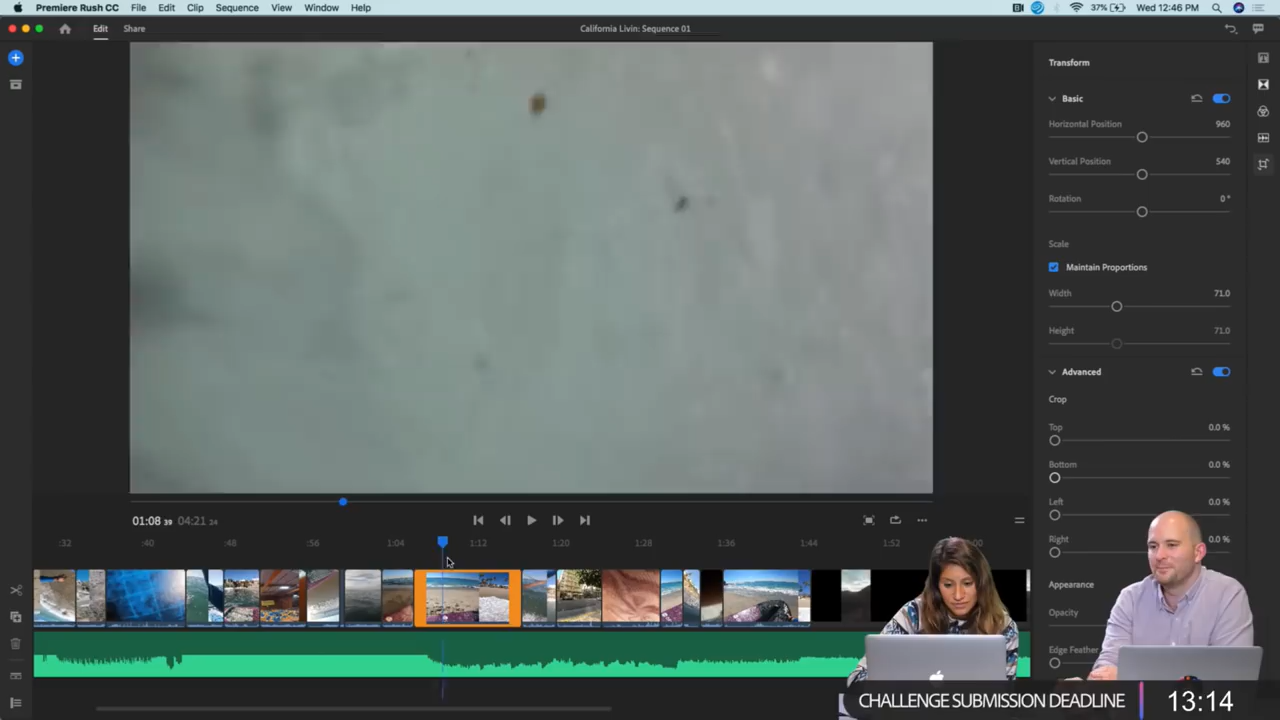 Premiere Rush CC File Edit Clip Sequence View Window Help 37% Wed 12:46 PM
Edit Share California Livin: Sequence 01
Transform
Basic
Horizontal Position 960
Vertical Position 540
Rotation 0°
Scale
Maintain Proportions
Width 71.0
Height 71.0
Advanced
Crop
Top 0.0 %
Bottom 0.0 %
Left 0.0 %
Right
Appearance
Opacity
Edge Feather
01:08 39 04:21 24
:32 :40 :48 :56 1:04 1:12 1:20 1:28 1:36 1:44 1:52 :00
CHALLENGE SUBMISSION DEADLINE 13:14